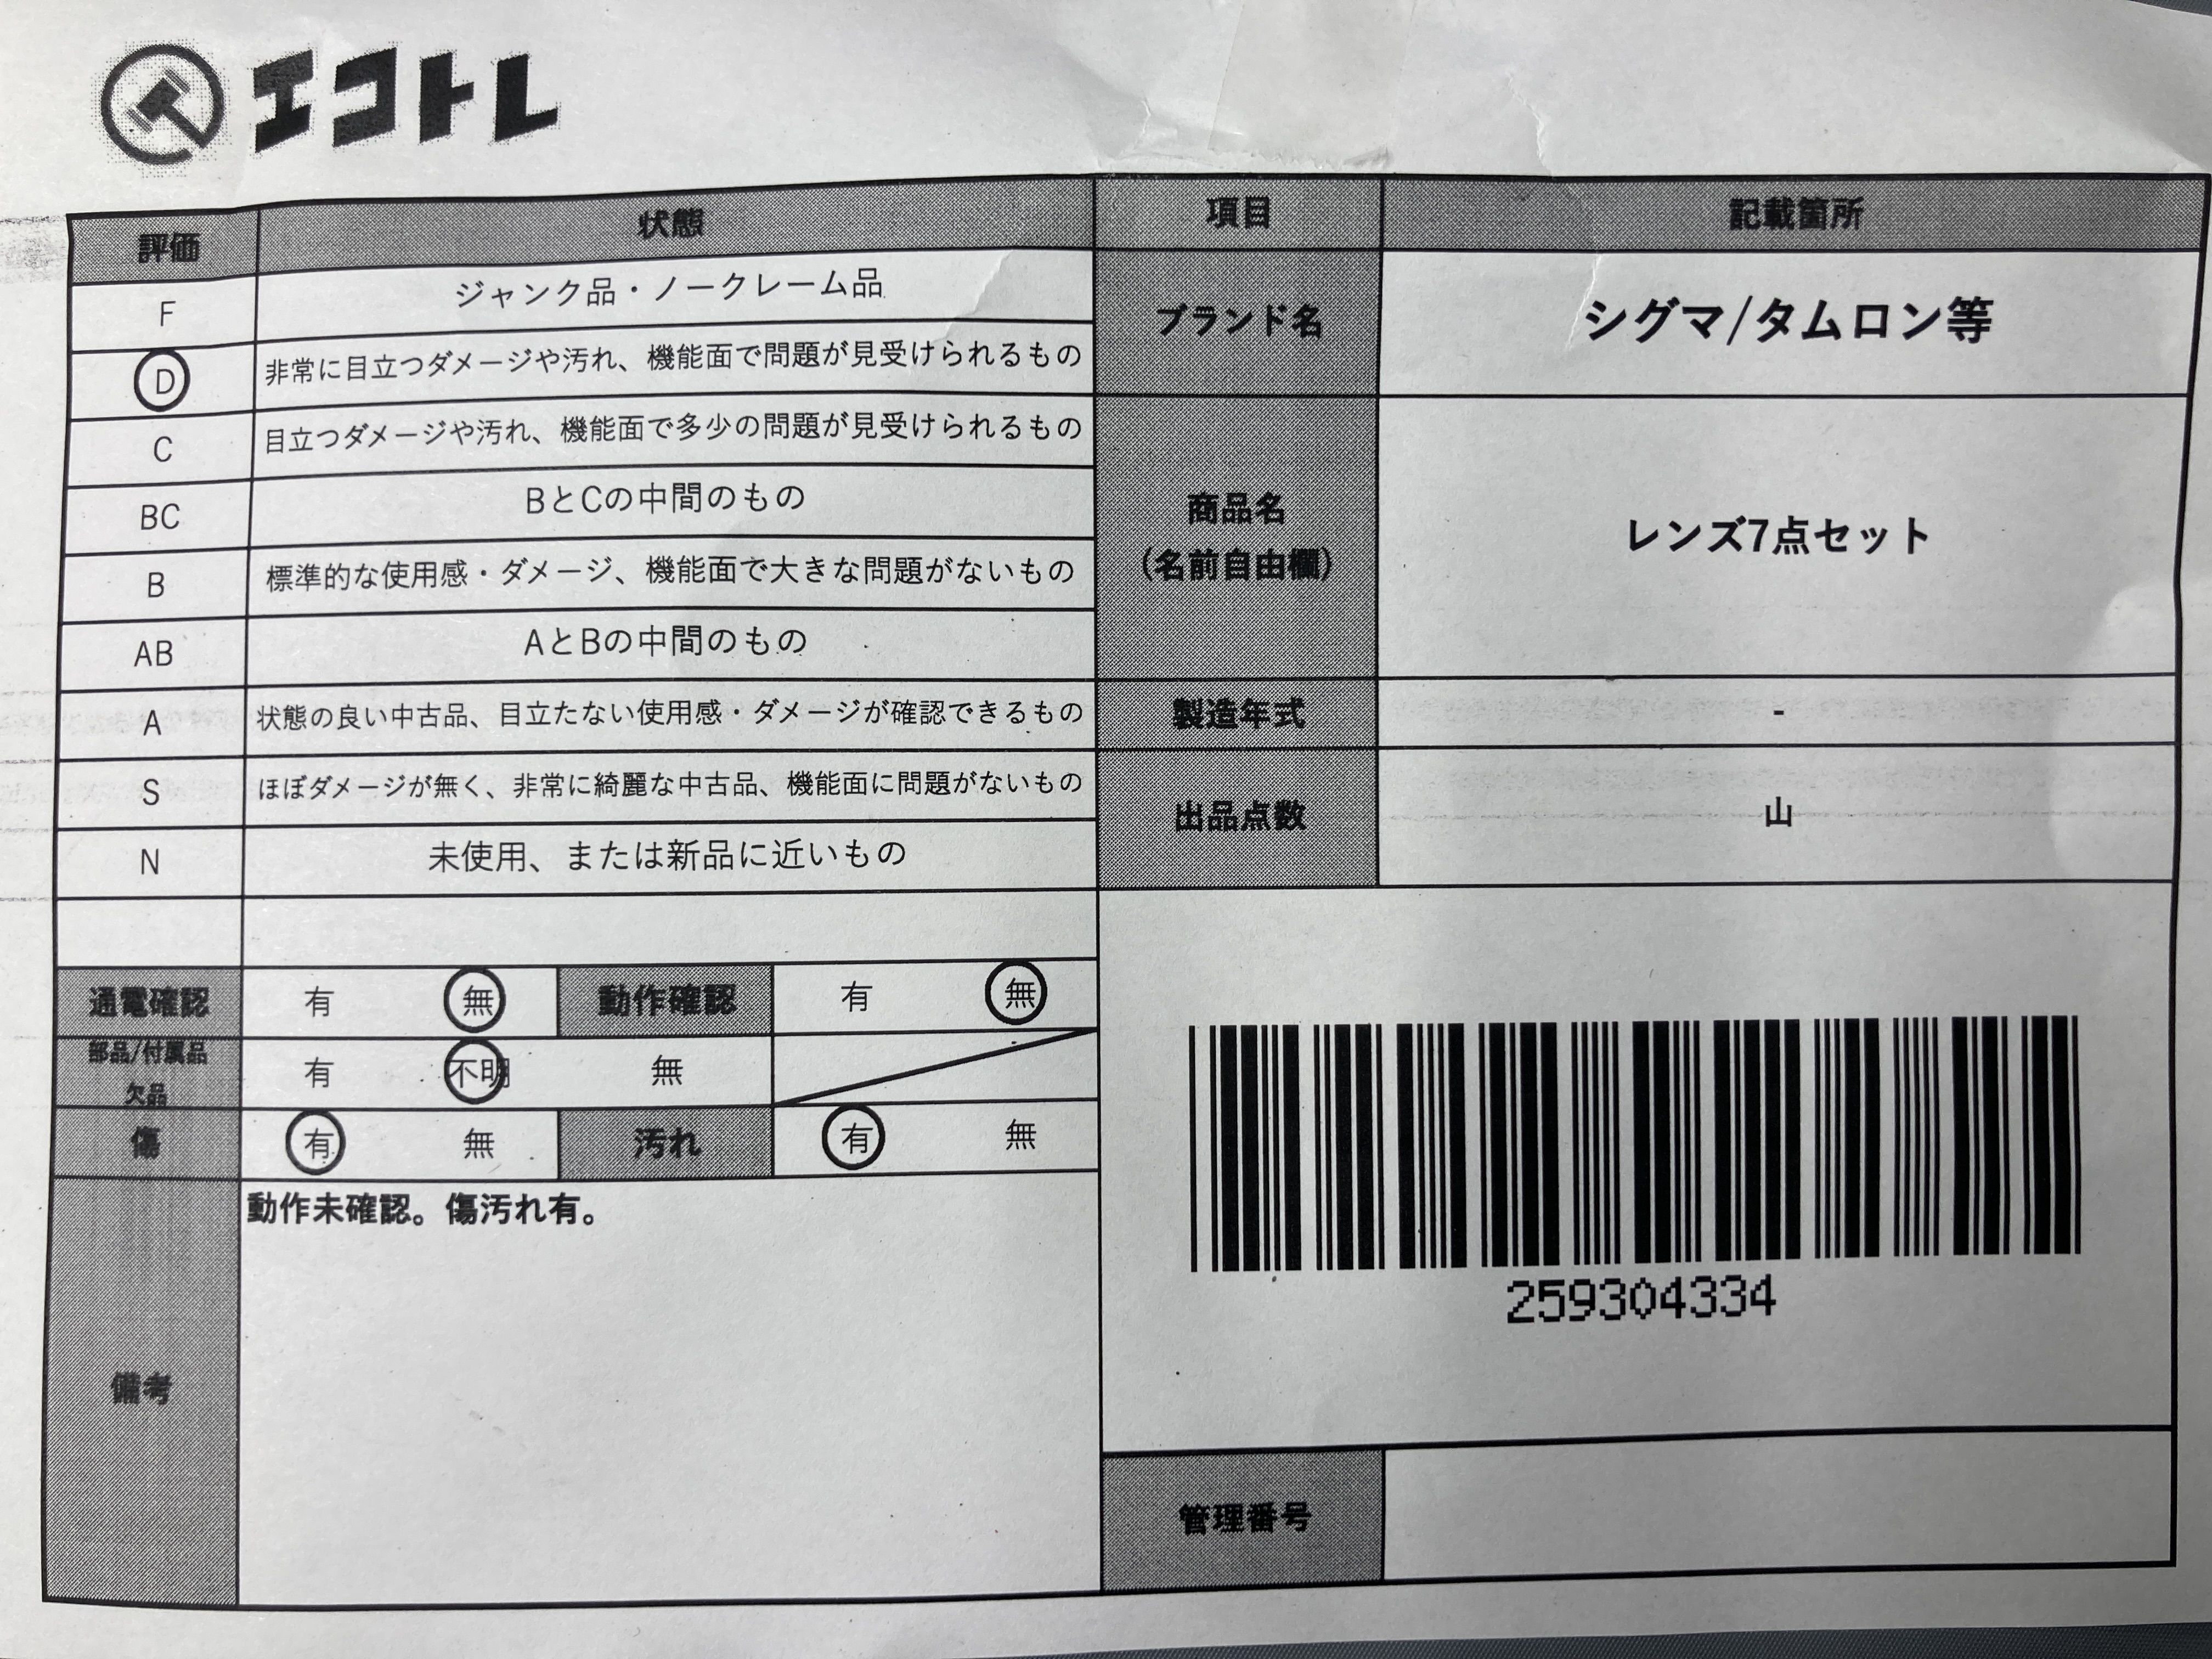 エコトレ
評価 状態 項目 記載箇所
F ジャンク品・ノークレーム品
D 非常に目立つダメージや汚れ、機能面で問題が見受けられるもの
C 目立つダメージや汚れ、機能面で多少の問題が見受けられるもの
BC BとCの中間のもの
B 標準的な使用感・ダメージ、機能面で大きな問題がないもの
AB AとBの中間のもの
A 状態の良い中古品、目立たない使用感・ダメージが確認できるもの
S ほぼダメージが無く、非常に綺麗な中古品、機能面に問題がないもの
N 未使用、または新品に近いもの
ブランド名 シグマ/タムロン等
商品名
(名前自由欄)
レンズ7点セット
製造年式 -
出品点数 山
通電確認 有 無 動作確認 有 無
部品/付属品
欠品
有 不明 無
傷 有 無 汚れ 有 無
備考
動作未確認。傷汚れ有。
259304334
管理番号